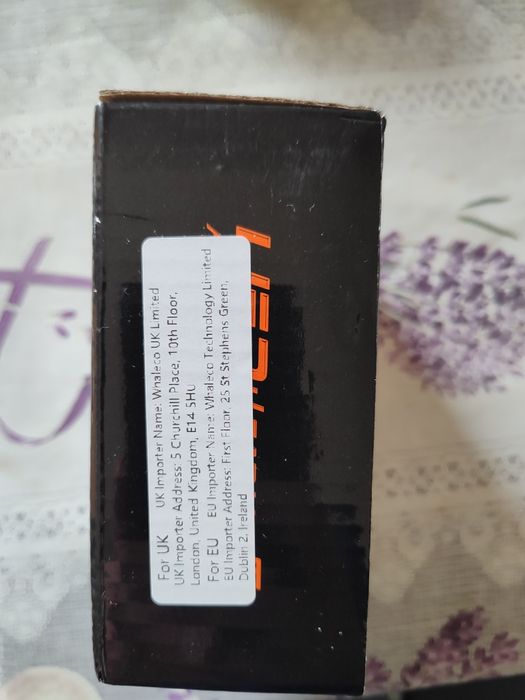 For UK UK Importer Name: Whaleco UK Limited
UK Importer Address: 5 Churchill Place, 10th Floor,
London, United Kingdom, E14 5HU
For EU EU Importer Name: Whaleco Technology Limited
EU Importer Address: First Floor, 25 St Stephens Green,
Dublin 2, Ireland